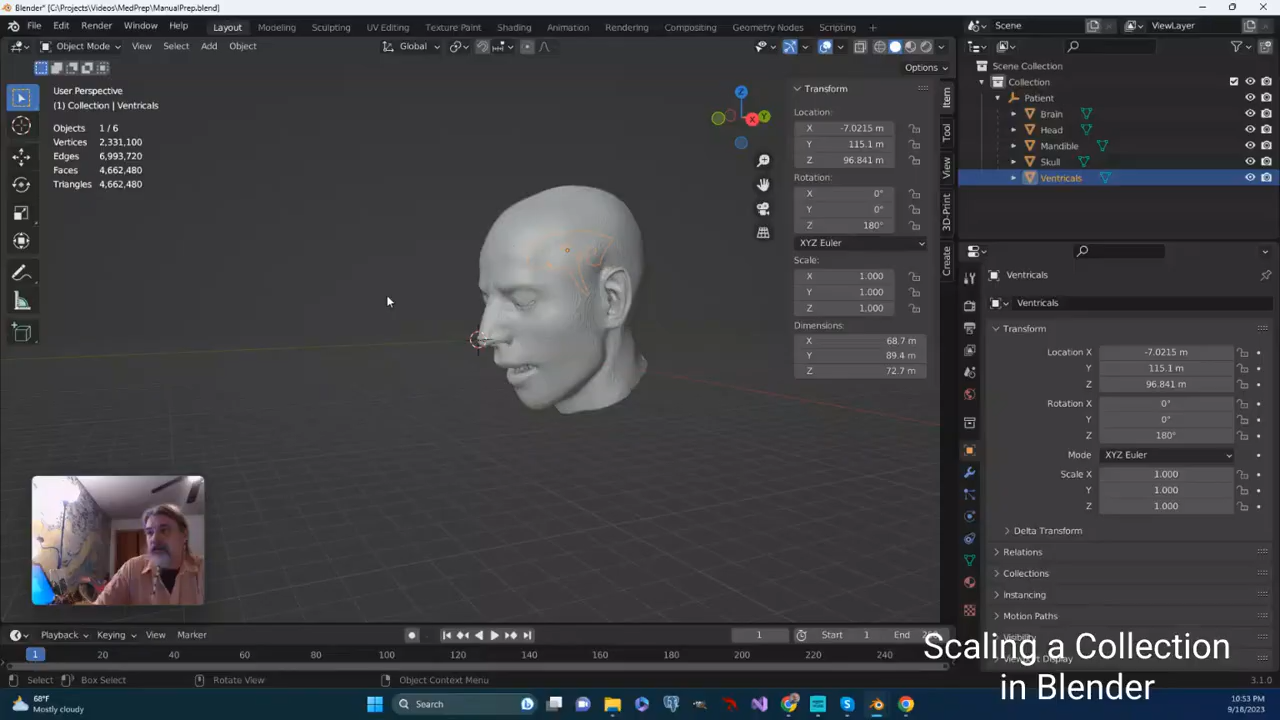 Blender* [C:\Projects\Videos\MedPrep\ManualPrep.blend]
File Edit Render Window Help Layout Modeling Sculpting UV Editing Texture Paint Shading Animation Rendering Compositing Geometry Nodes Scripting Scene ViewLayer
Object Mode View Select Add Object Global
Options
User Perspective
(1) Collection | Ventricals
Objects 1 / 6
Vertices 2,331,100
Edges 6,993,720
Faces 4,662,480
Triangles 4,662,480
Z
X
Y
Transform
Location:
X -7.0215 m
Y 115.1 m
Z 96.841 m
Rotation:
X 0°
Y 0°
Z 180°
XYZ Euler
Scale:
X 1.000
Y 1.000
Z 1.000
Dimensions:
X 68.7 m
Y 89.4 m
Z 72.7 m
Item
Tool
View
3D-Print
Create
Scene Collection
Collection
Patient
Brain
Head
Mandible
Skull
Ventricals
Ventricals
Ventricals
Transform
Location X -7.0215 m
Y 115.1 m
Z 96.841 m
Rotation X 0°
Y 0°
Z 180°
Mode XYZ Euler
Scale X 1.000
Y 1.000
Z 1.000
Delta Transform
Relations
Collections
Instancing
Motion Paths
Visibility
Viewport Display
Scaling a Collection
in Blender
Playback Keying View Marker 1 Start 1 End
1 20 40 60 80 100 120 140 160 180 200 220 240
Select Box Select Rotate View Object Context Menu 3.1.0
68°F
Mostly cloudy
Search
10:53 PM
9/18/2023